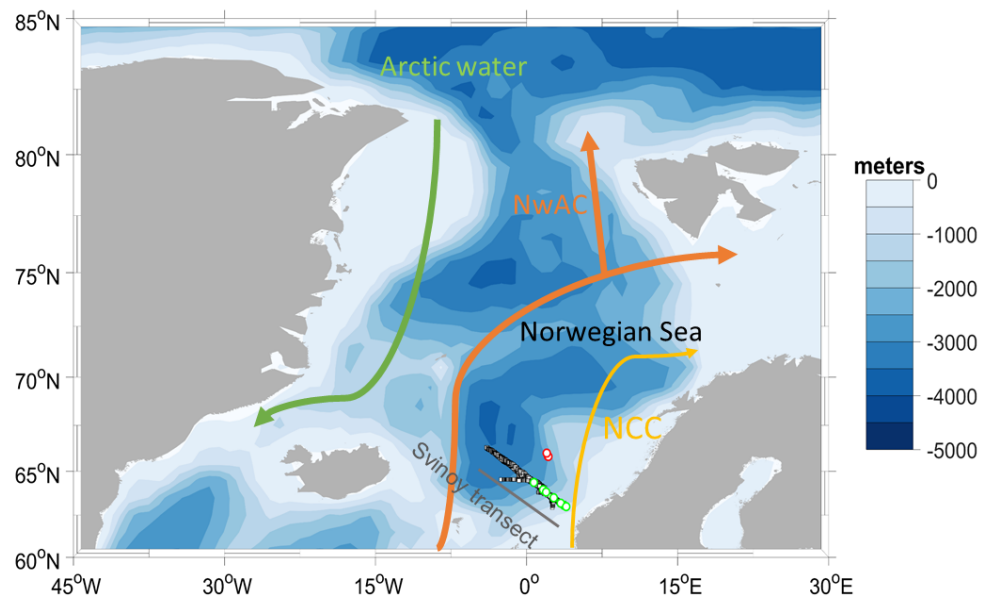 85°N
80°N
75°N
70°N
65°N
60°N
45°W
30°W
15°W
0°
15°E
30°E
Arctic water
NwAC
Norwegian Sea
NCC
Svinoy transect
meters
0
-1000
-2000
-3000
-4000
-5000